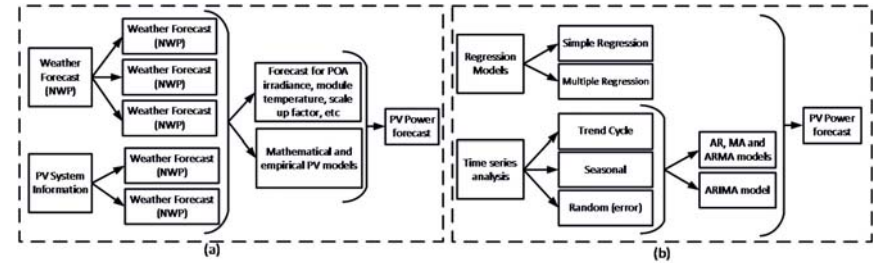 Weather
Forecast
(NWP)
Weather Forecast
(NWP)
Weather Forecast
(NWP)
Weather Forecast
(NWP)
PV System
Information
Weather Forecast
(NWP)
Weather Forecast
(NWP)
Forecast for POA
irradiance, module
temperature, scale
up factor, etc
Mathematical and
empirical PV models
PV Power
forecast
(a)
Regression
Models
Simple Regression
Multiple Regression
Time series
analysis
Trend Cycle
Seasonal
Random (error)
AR, MA and
ARMA models
ARIMA model
PV Power
forecast
(b)